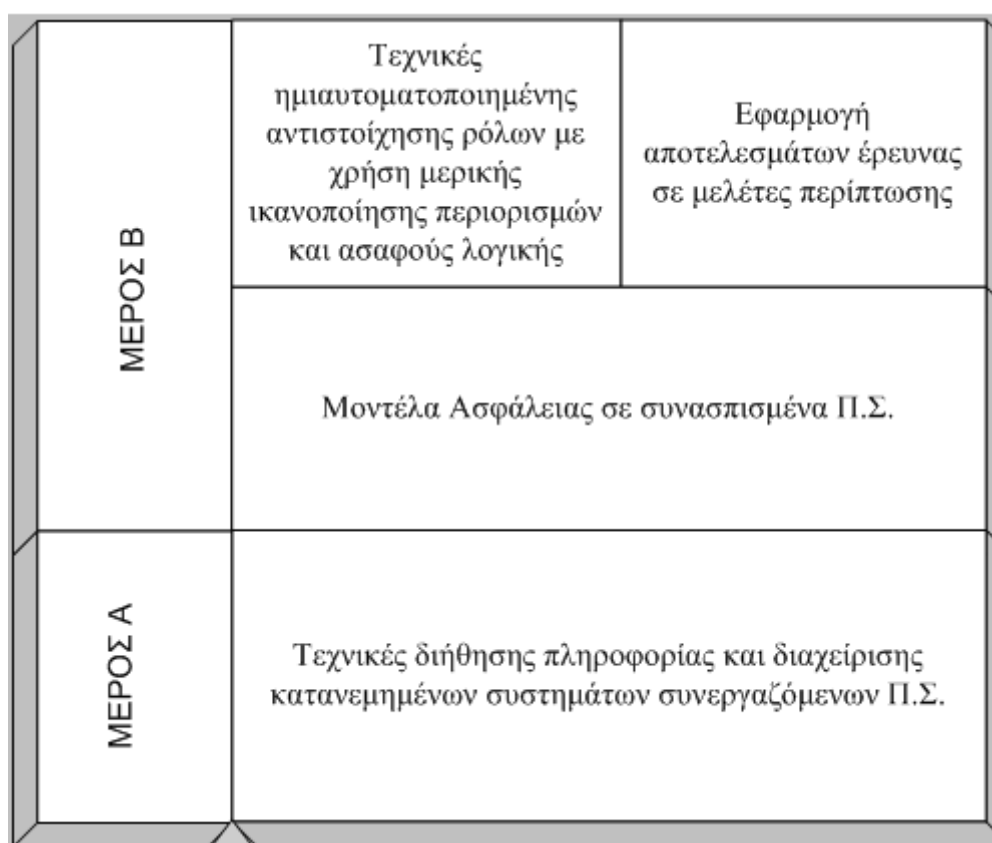 ΜΕΡΟΣ Β
Τεχνικές
ημιαυτοματοποιημένης
αντιστοίχησης ρόλων με
χρήση μερικής
ικανοποίησης περιορισμών
και ασαφούς λογικής
Εφαρμογή
αποτελεσμάτων έρευνας
σε μελέτες περίπτωσης
Μοντέλα Ασφάλειας σε συνασπισμένα Π.Σ.
ΜΕΡΟΣ Α
Τεχνικές διήθησης πληροφορίας και διαχείρισης
κατανεμημένων συστημάτων συνεργαζόμενων Π.Σ.